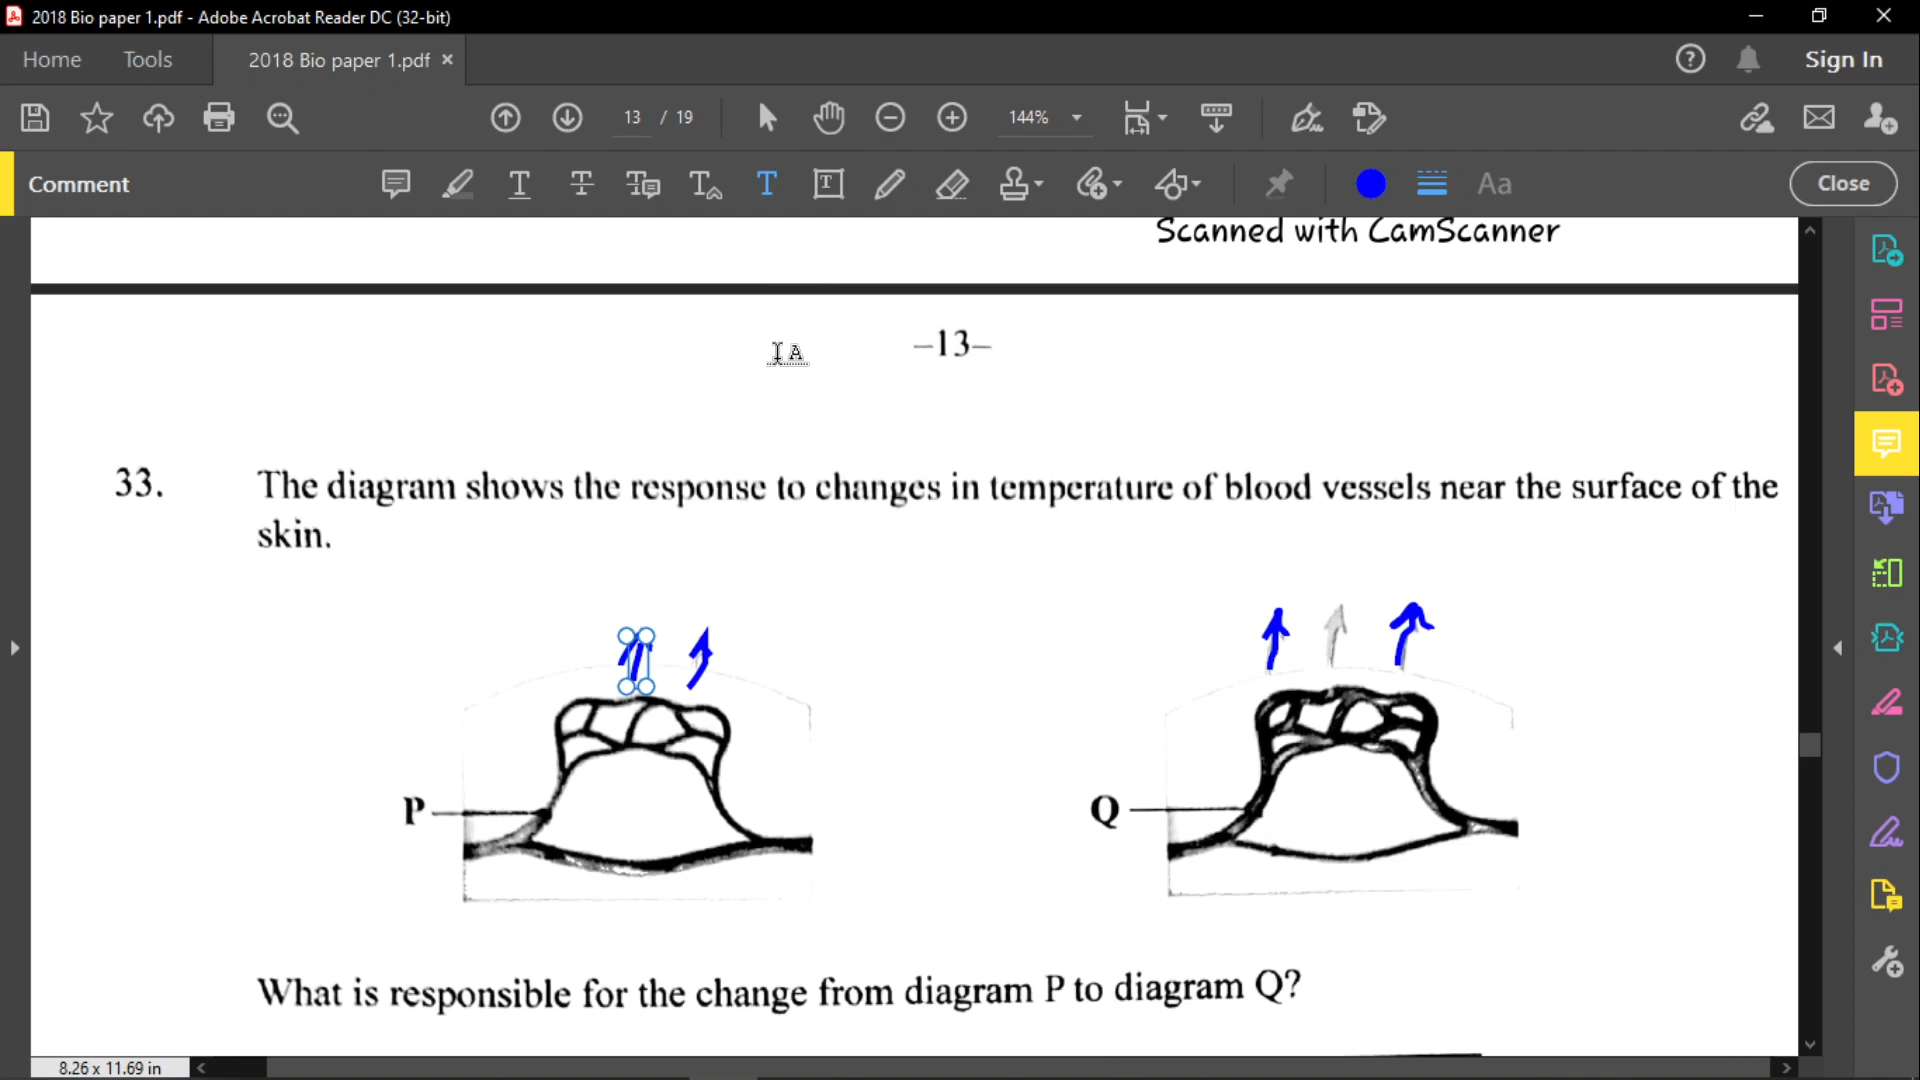 2018 Bio paper 1.pdf - Adobe Acrobat Reader DC (32-bit)
Home Tools 2018 Bio paper 1.pdf × Sign In
13 / 19 144%
Comment Close
Scanned with CamScanner
–13–
33. The diagram shows the response to changes in temperature of blood vessels near the surface of the
skin.
P Q
What is responsible for the change from diagram P to diagram Q?
8.26 x 11.69 in